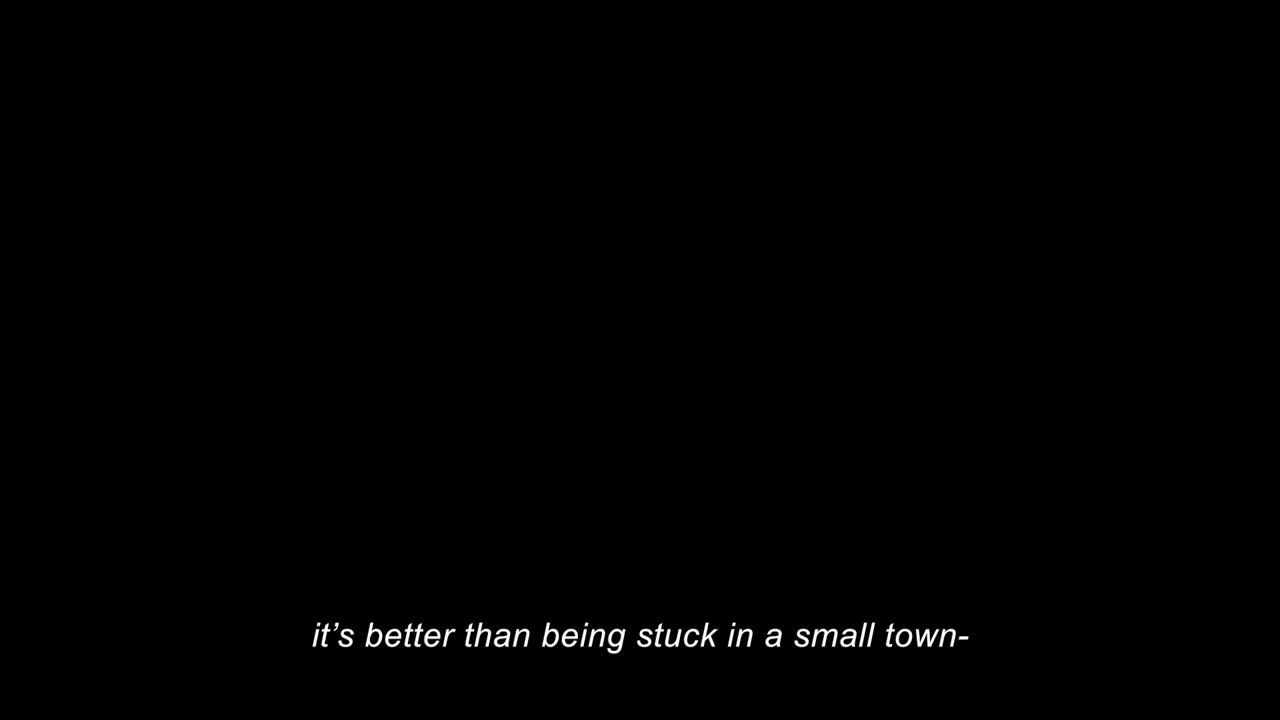 it’s better than being stuck in a small town-